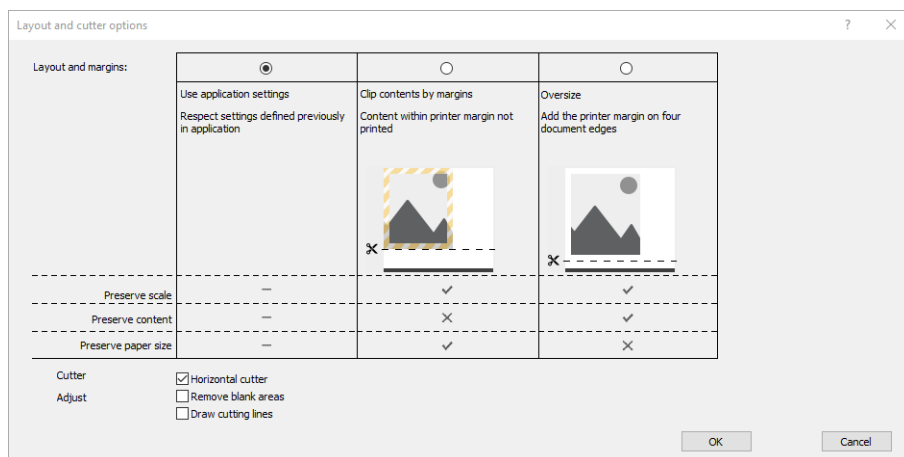 Layout and cutter options
Layout and margins:
Use application settings
Clip contents by margins
Oversize
Respect settings defined previously
in application
Content within printer margin not
printed
Add the printer margin on four
document edges
Preserve scale
Preserve content
Preserve paper size
Cutter
Horizontal cutter
Adjust
Remove blank areas
Draw cutting lines
OK
Cancel